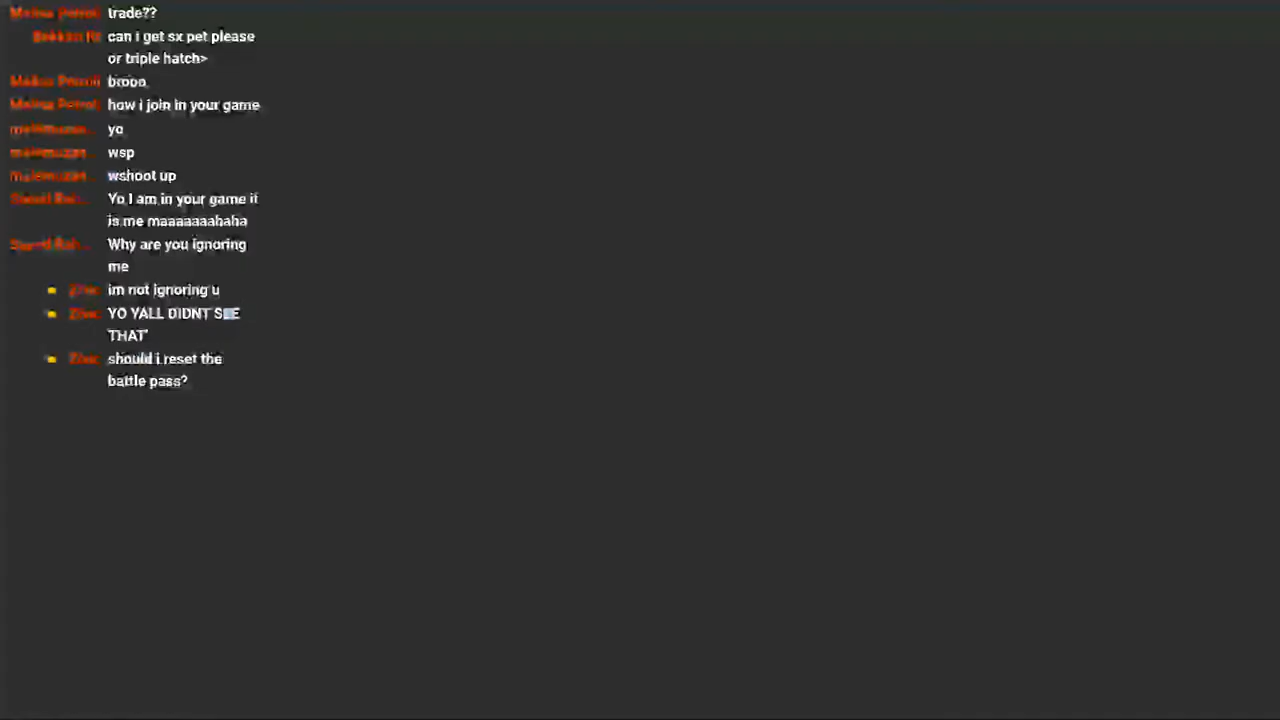 trade??
can i get sx pet please
or triple hatch>
brooo
how i join in your game
yo
wsp
wshoot up
Yo I am in your game it
is me maaaaaahaha
Why are you ignoring
me
im not ignoring u
YO YALL DIDNT SEE
THAT
should i reset the
battle pass?